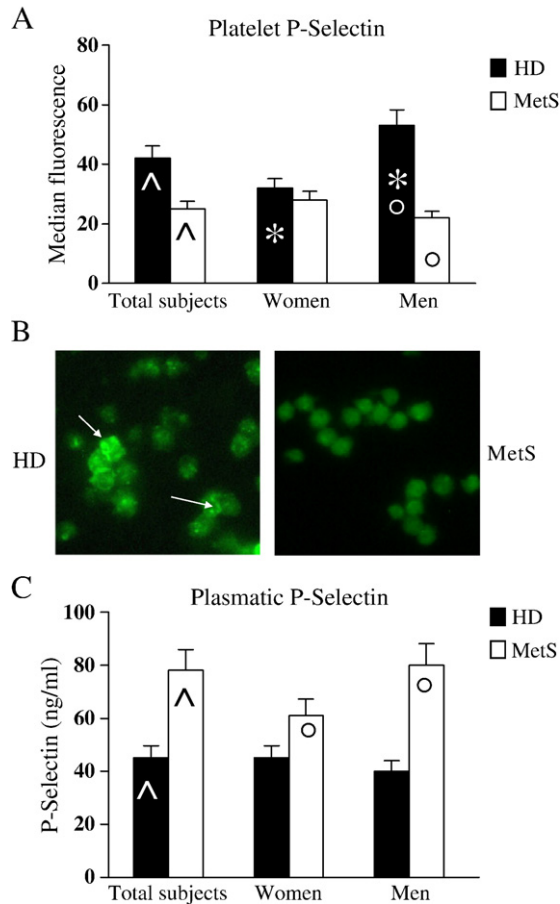 A
Platelet P-Selectin
HD
MetS
Median fluorescence
80
60
40
20
0
^
^
*
*
○
○
Total subjects
Women
Men
B
HD
MetS
C
Plasmatic P-Selectin
HD
MetS
P-Selectin (ng/ml)
100
80
60
40
20
0
^
^
○
○
Total subjects
Women
Men